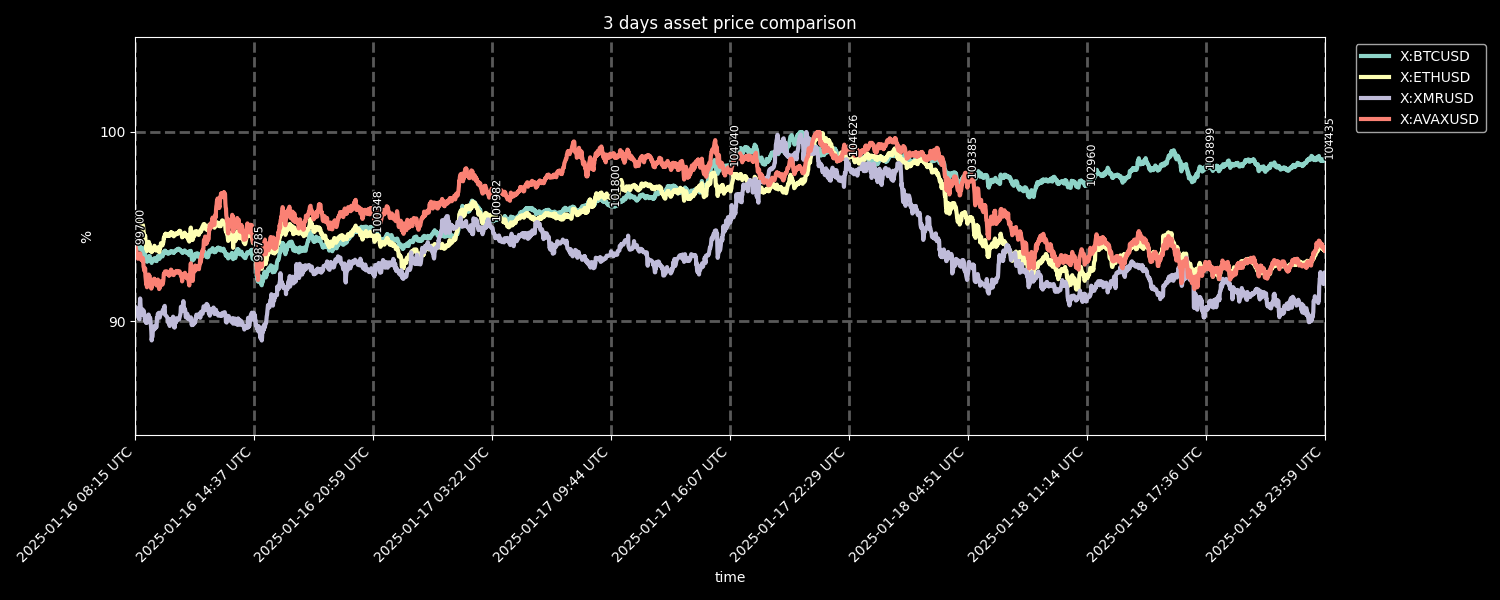 3 days asset price comparison
X:BTCUSD
X:ETHUSD
X:XMRUSD
X:AVAXUSD
100
90
%
99700
98785
100348
100982
101800
104040
104626
103385
102960
103899
104435
2025-01-16 08:15 UTC
2025-01-16 14:37 UTC
2025-01-16 20:59 UTC
2025-01-17 03:22 UTC
2025-01-17 09:44 UTC
2025-01-17 16:07 UTC
2025-01-17 22:29 UTC
2025-01-18 04:51 UTC
2025-01-18 11:14 UTC
2025-01-18 17:36 UTC
2025-01-18 23:59 UTC
time